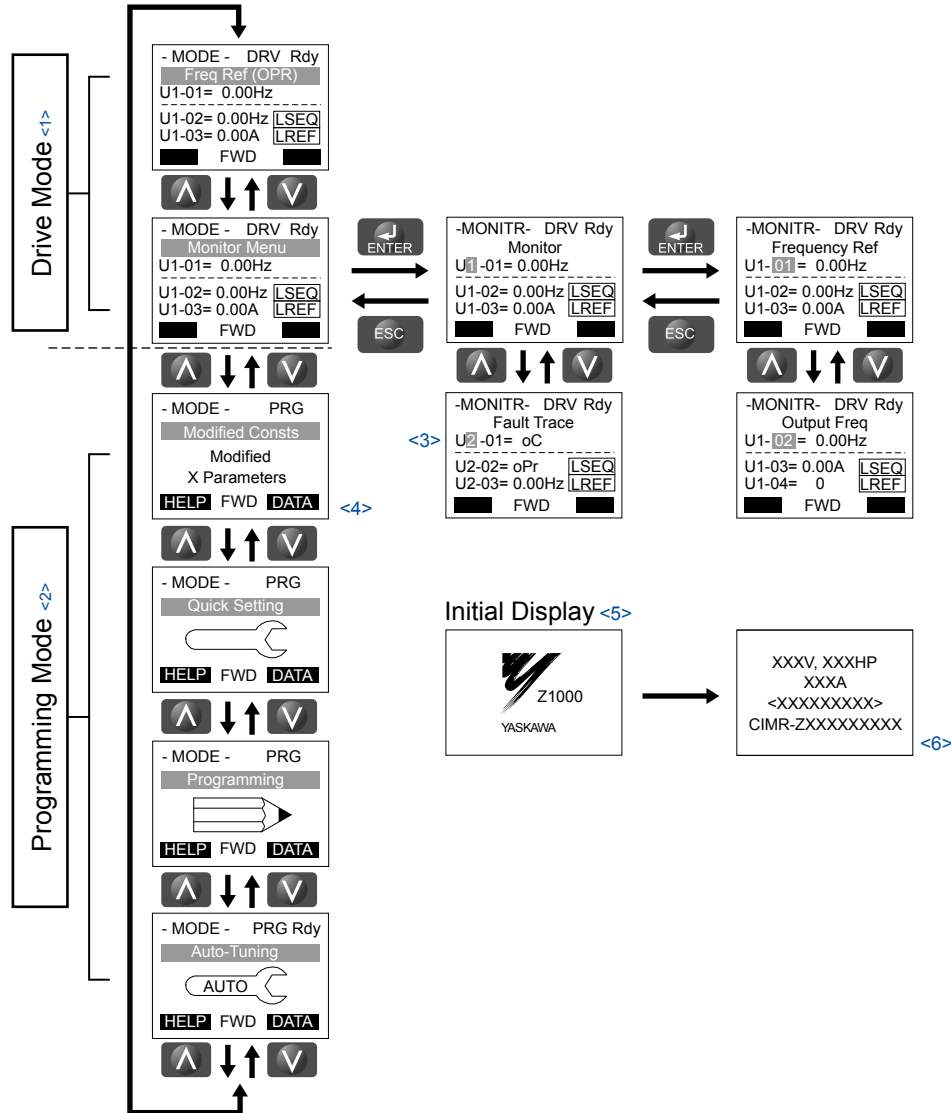 Drive Mode <1>
- MODE - DRV Rdy
Freq Ref (OPR)
U1-01= 0.00Hz
U1-02= 0.00Hz LSEQ
U1-03= 0.00A LREF
FWD
- MODE - DRV Rdy
Monitor Menu
U1-01= 0.00Hz
U1-02= 0.00Hz LSEQ
U1-03= 0.00A LREF
FWD
ENTER
ESC
-MONITR- DRV Rdy
Monitor
U1 -01= 0.00Hz
U1-02= 0.00Hz LSEQ
U1-03= 0.00A LREF
FWD
ENTER
ESC
-MONITR- DRV Rdy
Frequency Ref
U1- 01 = 0.00Hz
U1-02= 0.00Hz LSEQ
U1-03= 0.00A LREF
FWD
<3>
-MONITR- DRV Rdy
Fault Trace
U2 -01= oC
U2-02= oPr LSEQ
U2-03= 0.00Hz LREF
FWD
-MONITR- DRV Rdy
Output Freq
U1- 02 = 0.00Hz
U1-03= 0.00A LSEQ
U1-04= 0 LREF
FWD
Programming Mode <2>
- MODE - PRG
Modified Consts
Modified
X Parameters
HELP FWD DATA
<4>
- MODE - PRG
Quick Setting
HELP FWD DATA
- MODE - PRG
Programming
HELP FWD DATA
- MODE - PRG Rdy
Auto-Tuning
AUTO
HELP FWD DATA
Initial Display <5>
Z1000
YASKAWA
XXXV, XXXHP
XXXA
<XXXXXXXXX>
CIMR-ZXXXXXXXXX
<6>